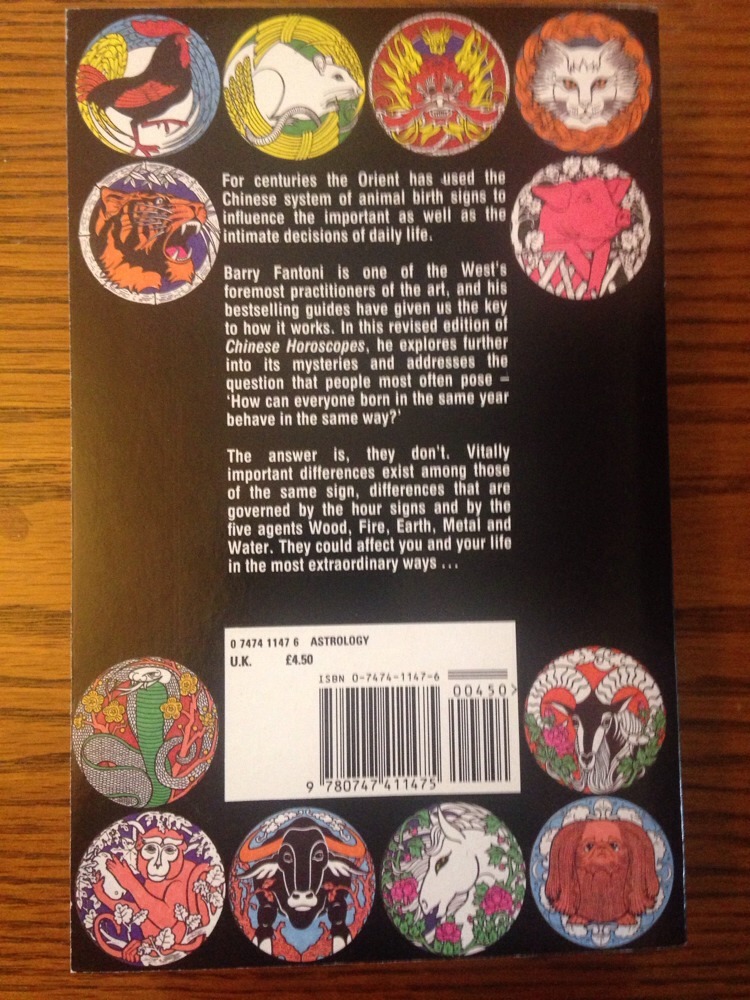 For centuries the Orient has used the
Chinese system of animal birth signs to
influence the important as well as the
intimate decisions of daily life.
Barry Fantoni is one of the West's
foremost practitioners of the art, and his
bestselling guides have given us the key
to how it works. In this revised edition of
Chinese Horoscopes, he explores further
into its mysteries and addresses the
question that people most often pose –
'How can everyone born in the same year
behave in the same way?'
The answer is, they don't. Vitally
important differences exist among those
of the same sign, differences that are
governed by the hour signs and by the
five agents Wood, Fire, Earth, Metal and
Water. They could affect you and your life
in the most extraordinary ways ...
0 7474 1147 6 ASTROLOGY
U.K. £4.50
ISBN 0-7474-1147-6
00450>
9 780747 411475